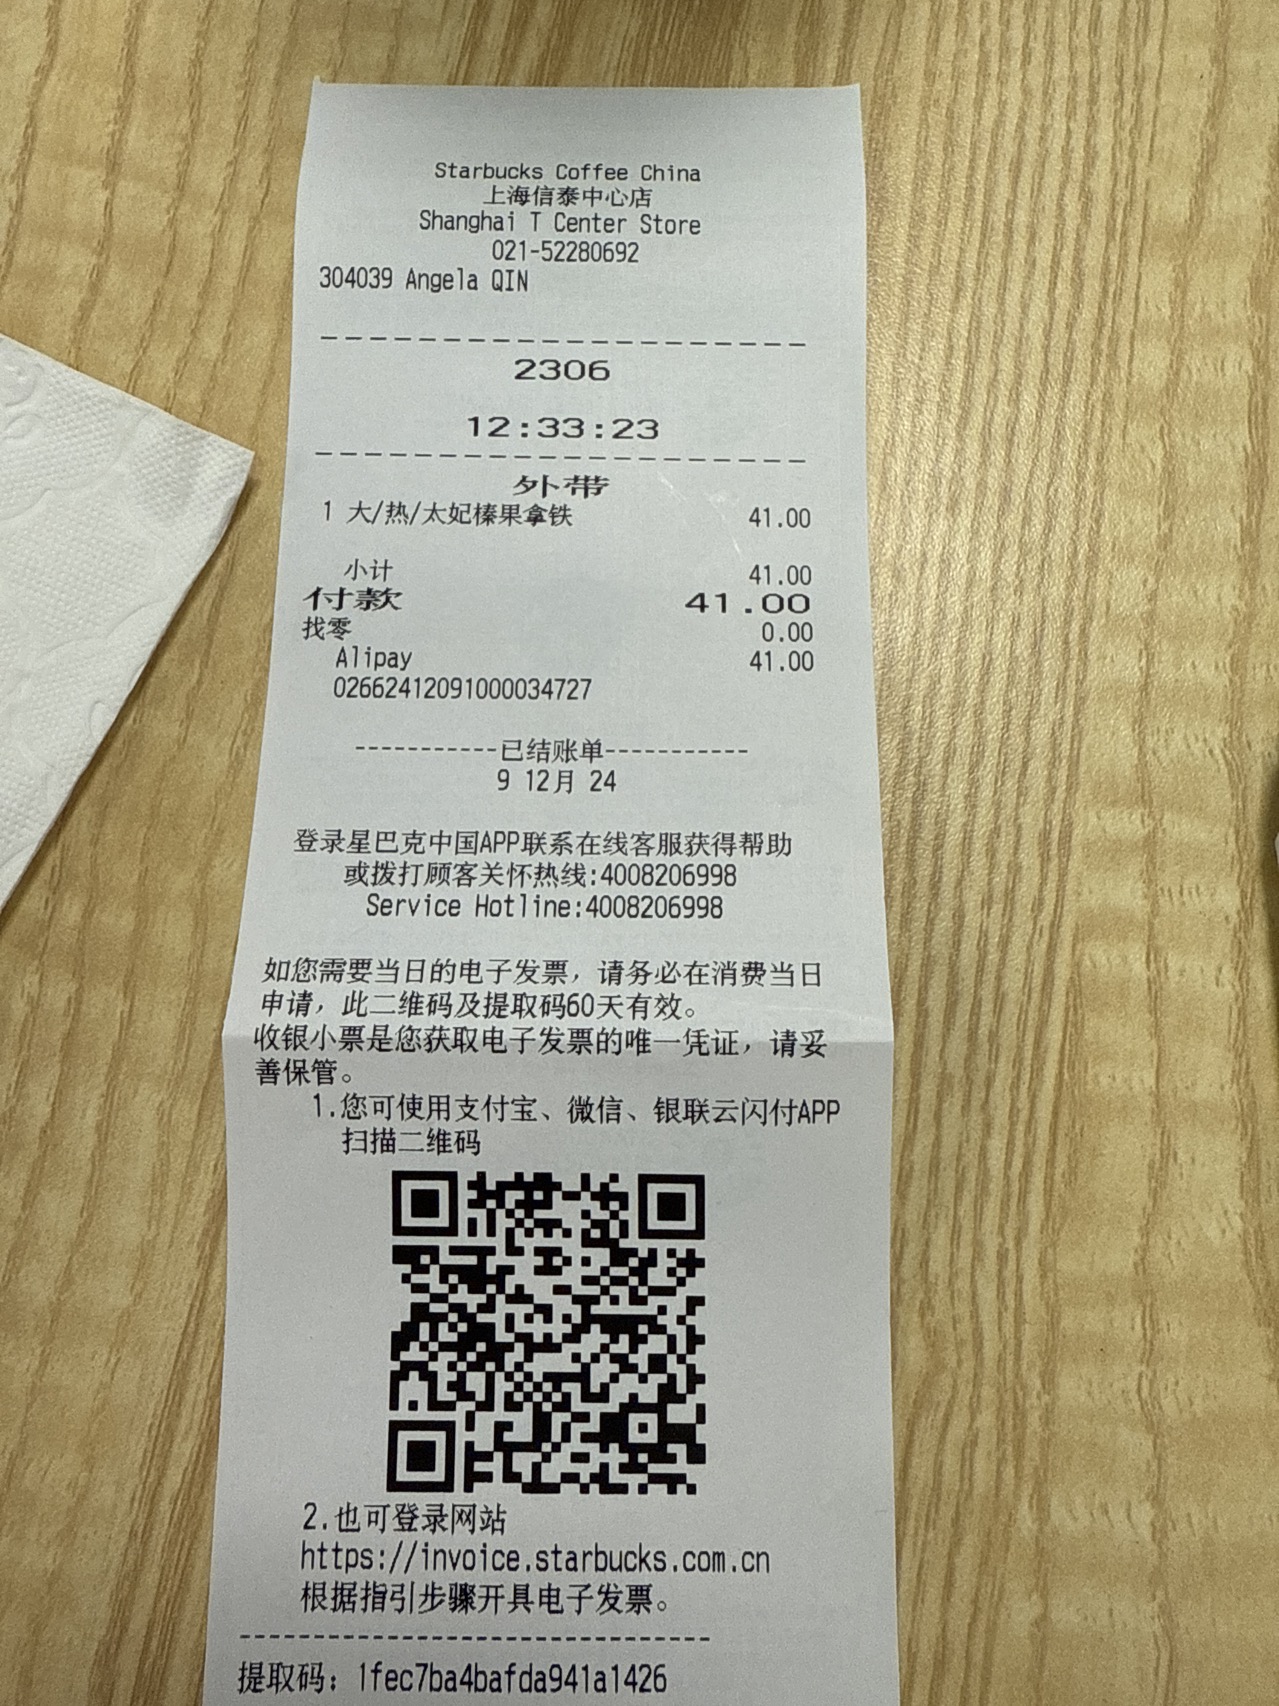 Starbucks Coffee China
上海信泰中心店
Shanghai T Center Store
021-52280692
304039 Angela QIN
--------------------
2306
12:33:23
--------------------
外带
1 大/热/太妃榛果拿铁 41.00
小计 41.00
付款 41.00
找零 0.00
Alipay 41.00
02662412091000034727
-----------已结账单-----------
9 12月 24
登录星巴克中国APP联系在线客服获得帮助
或拨打顾客关怀热线:4008206998
Service Hotline:4008206998
如您需要当日的电子发票，请务必在消费当日
申请，此二维码及提取码60天有效。
收银小票是您获取电子发票的唯一凭证，请妥
善保管。
1.您可使用支付宝、微信、银联云闪付APP
扫描二维码
2.也可登录网站
https://invoice.starbucks.com.cn
根据指引步骤开具电子发票。
--------------------------------
提取码: 1fec7ba4bafda941a1426